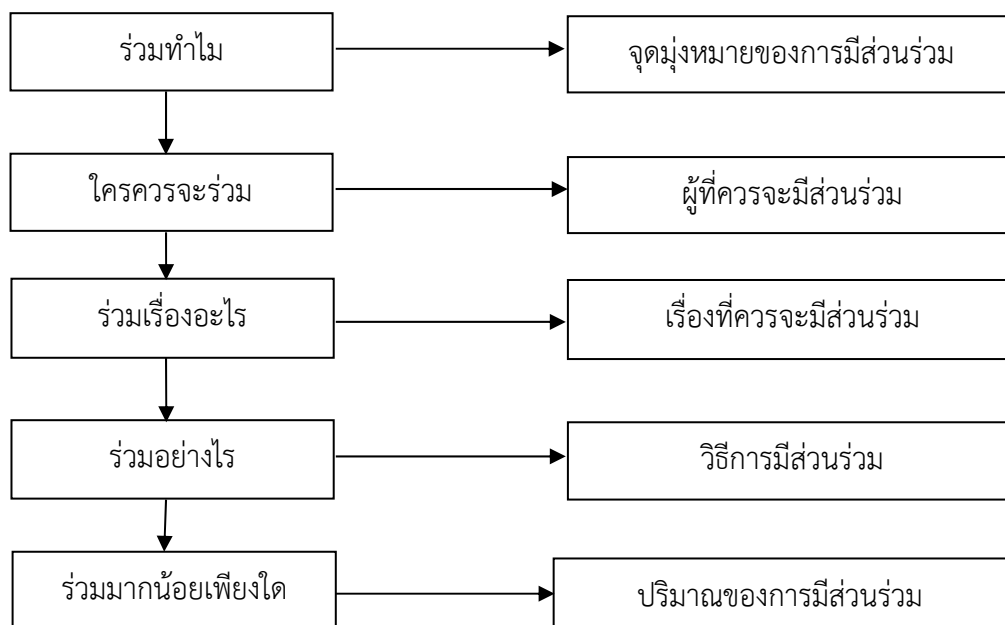 ร่วมทำไม
จุดมุ่งหมายของการมีส่วนร่วม
ใครควรจะร่วม
ผู้ที่ควรจะมีส่วนร่วม
ร่วมเรื่องอะไร
เรื่องที่ควรจะมีส่วนร่วม
ร่วมอย่างไร
วิธีการมีส่วนร่วม
ร่วมมากน้อยเพียงใด
ปริมาณของการมีส่วนร่วม